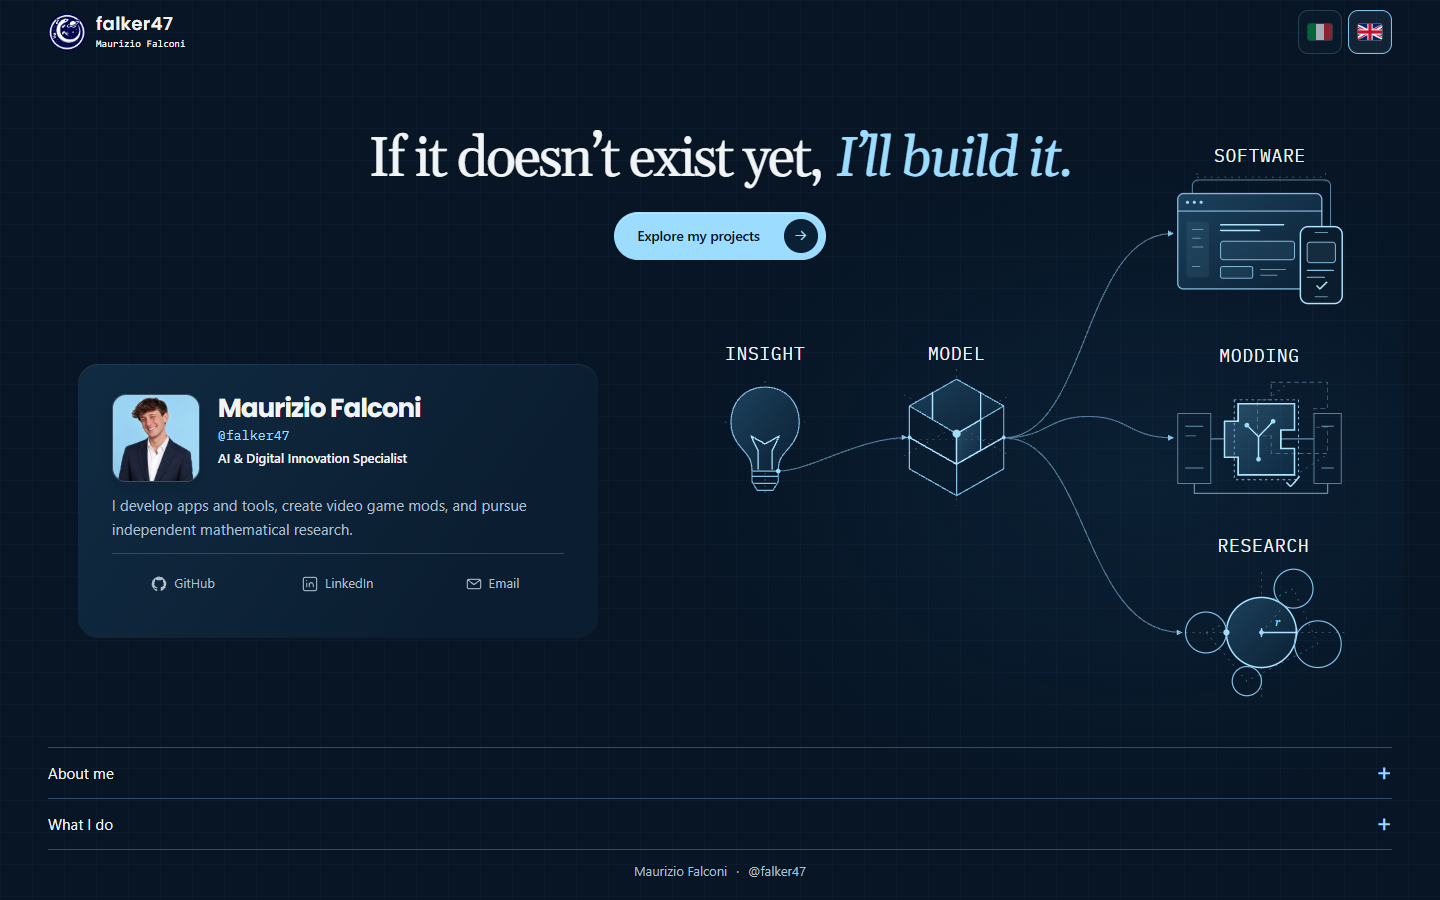 falker47
Maurizio Falconi
If it doesn’t exist yet, I’ll build it.
Explore my projects
SOFTWARE
INSIGHT
MODEL
MODDING
Maurizio Falconi
@falker47
AI & Digital Innovation Specialist
I develop apps and tools, create video game mods, and pursue
independent mathematical research.
GitHub
LinkedIn
Email
RESEARCH
r
About me
What I do
Maurizio Falconi · @falker47